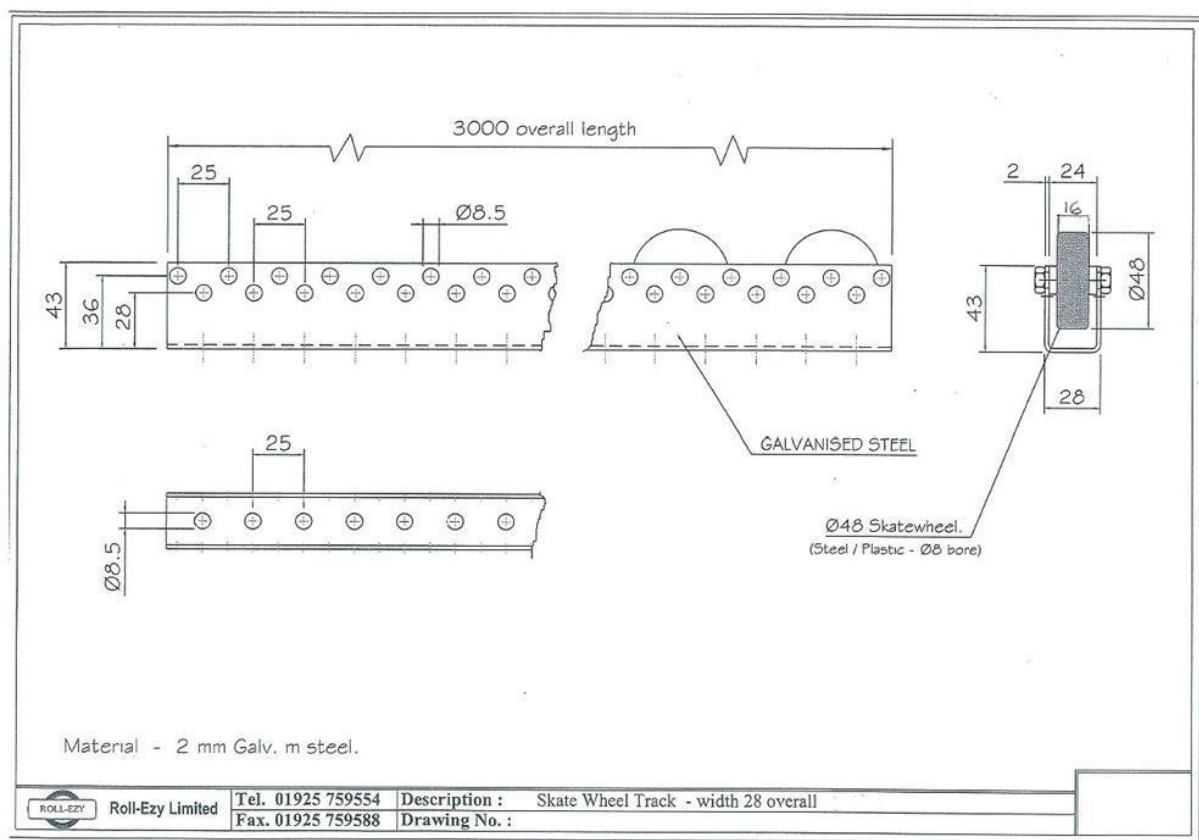 3000 overall length
25
25
Ø8.5
2
24
16
43
36
28
43
Ø48
28
GALVANISED STEEL
25
Ø8.5
Ø48 Skatewheel.
(Steel / Plastic - Ø8 bore)
Material - 2 mm Galv. m steel.
ROLL-EZY
Roll-Ezy Limited
Tel. 01925 759554
Description : Skate Wheel Track - width 28 overall
Fax. 01925 759588
Drawing No. :